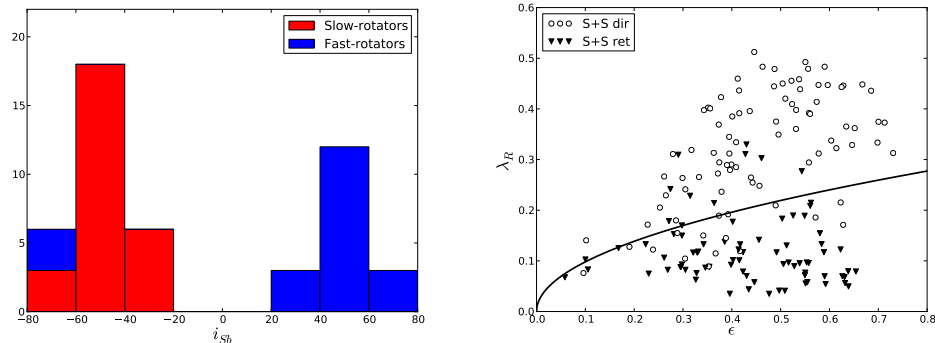 Slow-rotators
Fast-rotators
20
15
10
5
0
−80 −60 −40 −20 0 20 40 60 80
i_{Sb}
S+S dir
S+S ret
0.6
0.5
0.4
0.3
0.2
0.1
0.0
λ_R
0.0 0.1 0.2 0.3 0.4 0.5 0.6 0.7 0.8
ϵ